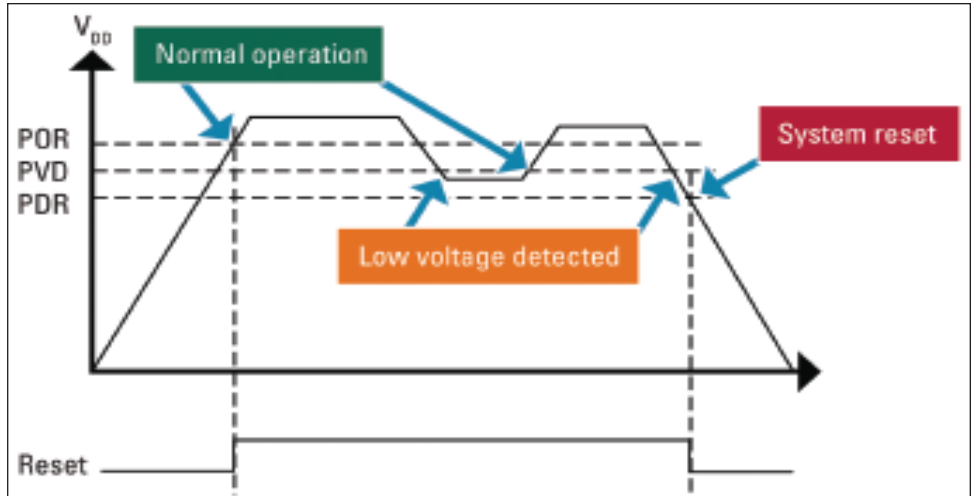 V_DD
Normal operation
POR
System reset
PVD
PDR
Low voltage detected
Reset